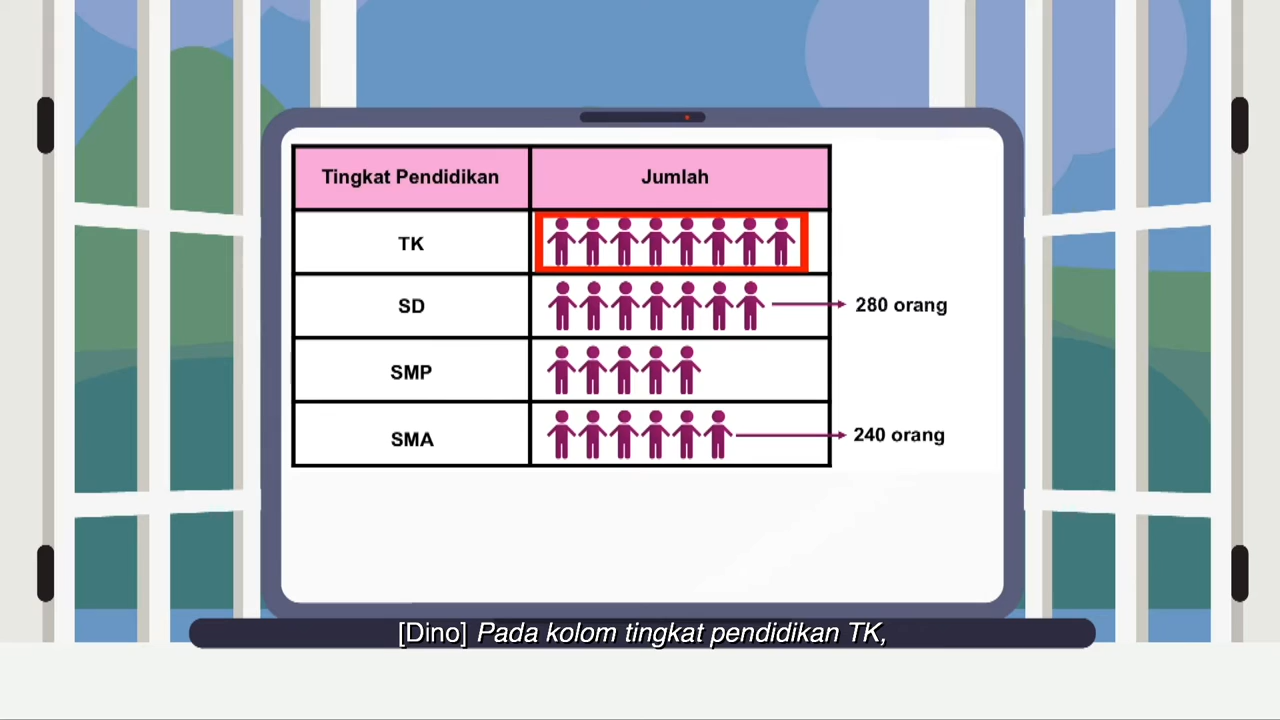 Tingkat Pendidikan Jumlah
TK
SD 280 orang
SMP
SMA 240 orang
[Dino] Pada kolom tingkat pendidikan TK,